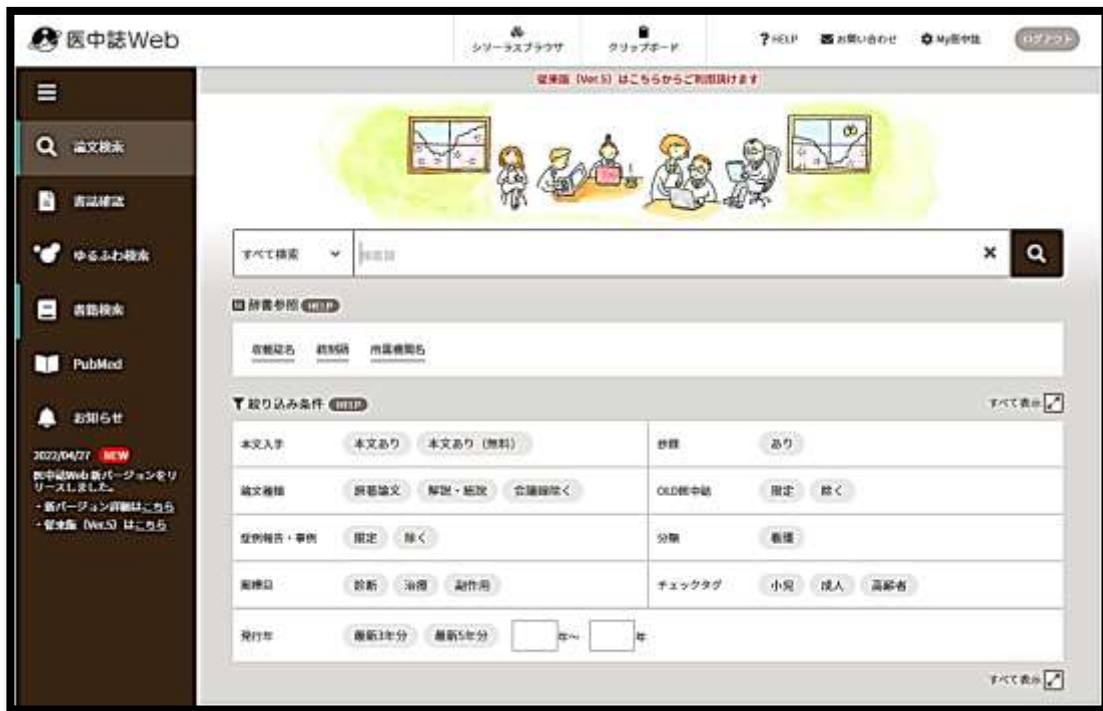 医中誌Web
シソーラスブラウザ
クリップボード
?HELP
お問い合わせ
My医中誌
ログアウト
従来版（Ver.5）はこちらからご利用頂けます
論文検索
書誌確認
ゆるふわ検索
書籍検索
PubMed
お知らせ
2022/04/27 NEW
医中誌Web 新バージョンをリ
リースしました。
・新バージョン詳細はこちら
・従来版（Ver.5）はこちら
すべて検索
検索語
辞書参照 HELP
収載誌名 統制語 所属機関名
絞り込み条件 HELP
すべて表示
本文入手 本文あり 本文あり（無料） 抄録 あり
論文種類 原著論文 解説・総説 会議録除く OLD医中誌 限定 除く
症例報告・事例 限定 除く 分類 看護
副標目 診断 治療 副作用 チェックタグ 小児 成人 高齢者
発行年 最新3年分 最新5年分 年～ 年
すべて表示